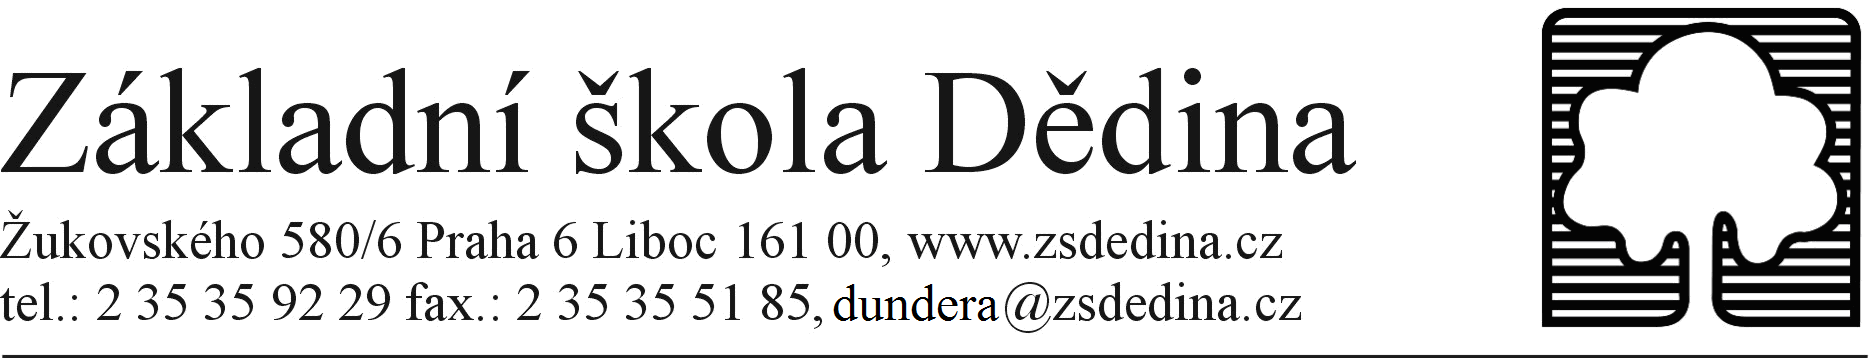 Základní škola Dědina
Žukovského 580/6 Praha 6 Liboc 161 00, www.zsdedina.cz
tel.: 2 35 35 92 29 fax.: 2 35 35 51 85, dundera@zsdedina.cz